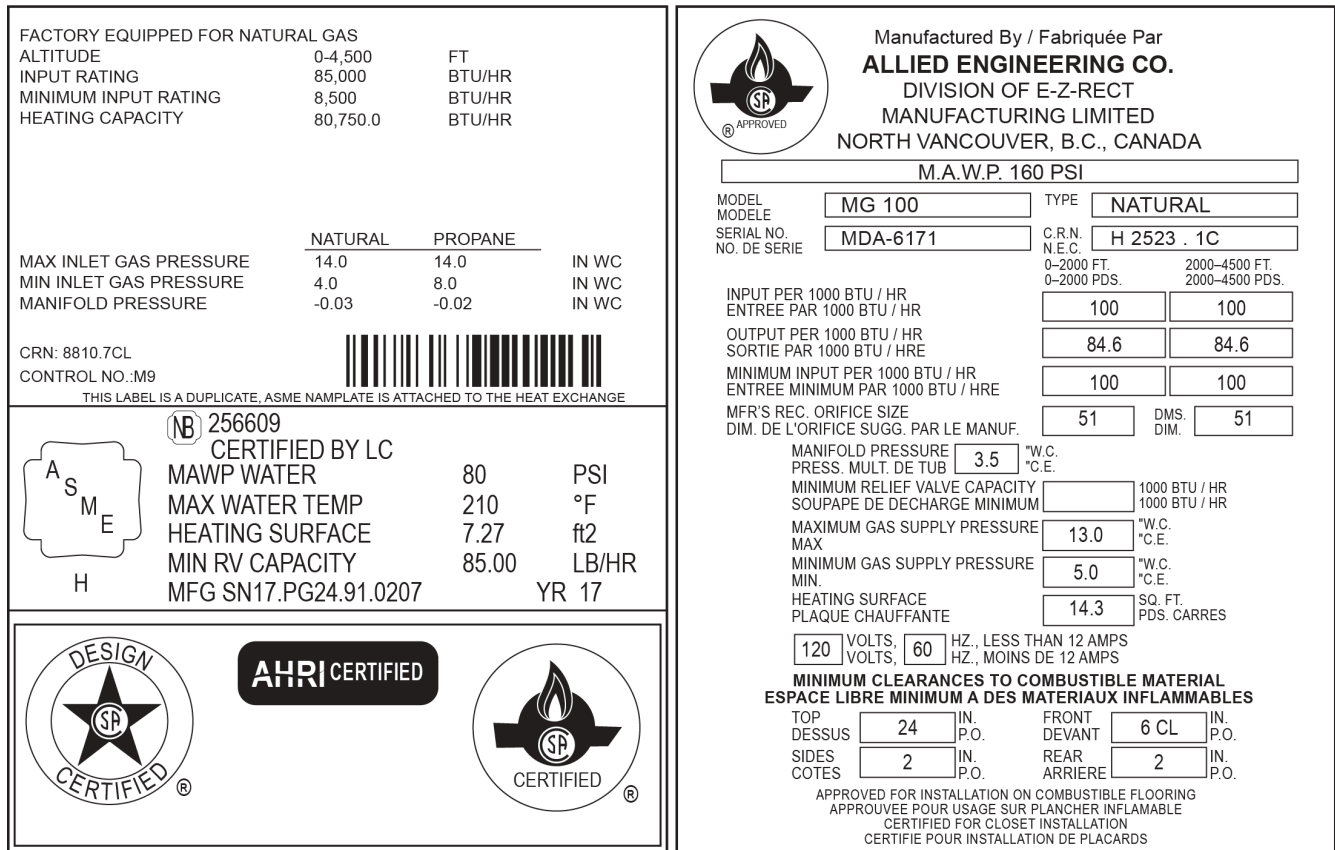 FACTORY EQUIPPED FOR NATURAL GAS
ALTITUDE 0-4,500 FT
INPUT RATING 85,000 BTU/HR
MINIMUM INPUT RATING 8,500 BTU/HR
HEATING CAPACITY 80,750.0 BTU/HR
NATURAL PROPANE
MAX INLET GAS PRESSURE 14.0 14.0 IN WC
MIN INLET GAS PRESSURE 4.0 8.0 IN WC
MANIFOLD PRESSURE -0.03 -0.02 IN WC
CRN: 8810.7CL
CONTROL NO.:M9
THIS LABEL IS A DUPLICATE, ASME NAMPLATE IS ATTACHED TO THE HEAT EXCHANGE
NB 256609
CERTIFIED BY LC
ASME
H
MAWP WATER 80 PSI
MAX WATER TEMP 210 °F
HEATING SURFACE 7.27 ft2
MIN RV CAPACITY 85.00 LB/HR
MFG SN17.PG24.91.0207 YR 17
DESIGN
SA
CERTIFIED
®
AHRI CERTIFIED
SA
CERTIFIED
®
SA
APPROVED
®
Manufactured By / Fabriquée Par
ALLIED ENGINEERING CO.
DIVISION OF E-Z-RECT
MANUFACTURING LIMITED
NORTH VANCOUVER, B.C., CANADA
M.A.W.P. 160 PSI
MODEL
MODELE
MG 100
TYPE NATURAL
SERIAL NO.
NO. DE SERIE
MDA-6171
C.R.N.
N.E.C.
H 2523 . 1C
0–2000 FT. 2000–4500 FT.
0–2000 PDS. 2000–4500 PDS.
INPUT PER 1000 BTU / HR
ENTREE PAR 1000 BTU / HR
100 100
OUTPUT PER 1000 BTU / HR
SORTIE PAR 1000 BTU / HRE
84.6 84.6
MINIMUM INPUT PER 1000 BTU / HR
ENTREE MINIMUM PAR 1000 BTU / HRE
100 100
MFR'S REC. ORIFICE SIZE
DIM. DE L'ORIFICE SUGG. PAR LE MANUF.
51
DMS.
DIM.
51
MANIFOLD PRESSURE
PRESS. MULT. DE TUB
3.5
"W.C.
"C.E.
MINIMUM RELIEF VALVE CAPACITY 1000 BTU / HR
SOUPAPE DE DECHARGE MINIMUM 1000 BTU / HR
MAXIMUM GAS SUPPLY PRESSURE
MAX
13.0
"W.C.
"C.E.
MINIMUM GAS SUPPLY PRESSURE
MIN.
5.0
"W.C.
"C.E.
HEATING SURFACE
PLAQUE CHAUFFANTE
14.3
SQ. FT.
PDS. CARRES
120
VOLTS,
VOLTS,
60
HZ., LESS THAN 12 AMPS
HZ., MOINS DE 12 AMPS
MINIMUM CLEARANCES TO COMBUSTIBLE MATERIAL
ESPACE LIBRE MINIMUM A DES MATERIAUX INFLAMMABLES
TOP
DESSUS
24
IN.
P.O.
FRONT
DEVANT
6 CL
IN.
P.O.
SIDES
COTES
2
IN.
P.O.
REAR
ARRIERE
2
IN.
P.O.
APPROVED FOR INSTALLATION ON COMBUSTIBLE FLOORING
APPROUVEE POUR USAGE SUR PLANCHER INFLAMABLE
CERTIFIED FOR CLOSET INSTALLATION
CERTIFIE POUR INSTALLATION DE PLACARDS